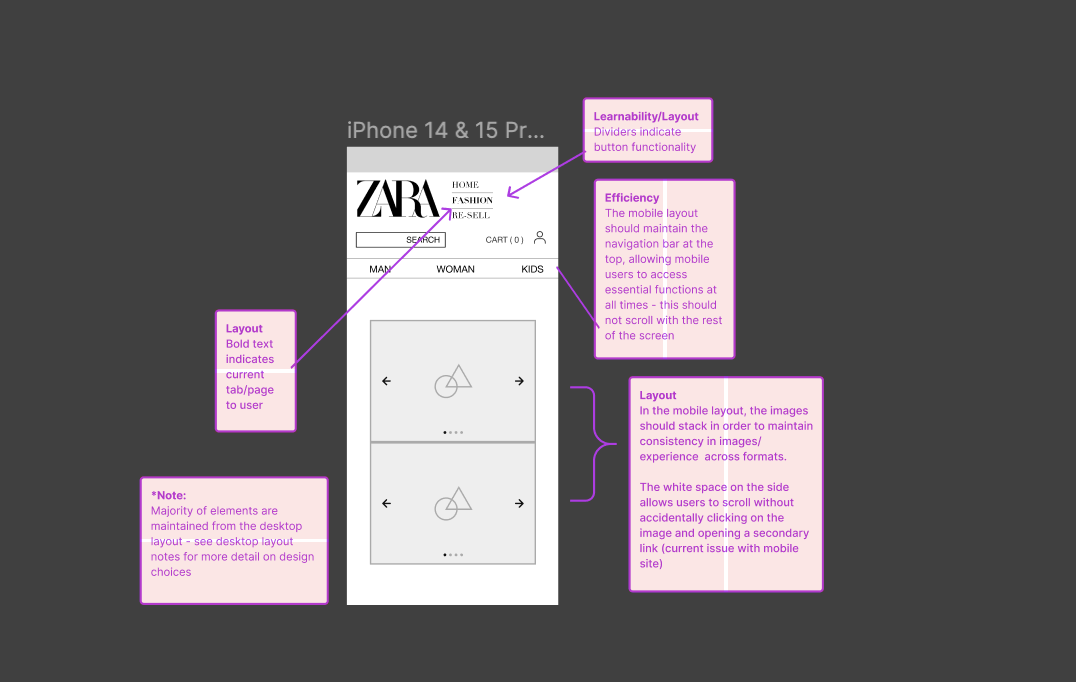 iPhone 14 & 15 Pr...
ZARA
HOME
FASHION
RE-SELL
SEARCH
CART ( 0 )
MAN
WOMAN
KIDS
Learnability/Layout
Dividers indicate
button functionality
Efficiency
The mobile layout
should maintain the
navigation bar at the
top, allowing mobile
users to access
essential functions at
all times - this should
not scroll with the rest
of the screen
Layout
Bold text
indicates
current
tab/page
to user
Layout
In the mobile layout, the images
should stack in order to maintain
consistency in images/
experience across formats.
The white space on the side
allows users to scroll without
accidentally clicking on the
image and opening a secondary
link (current issue with mobile
site)
*Note:
Majority of elements are
maintained from the desktop
layout - see desktop layout
notes for more detail on design
choices